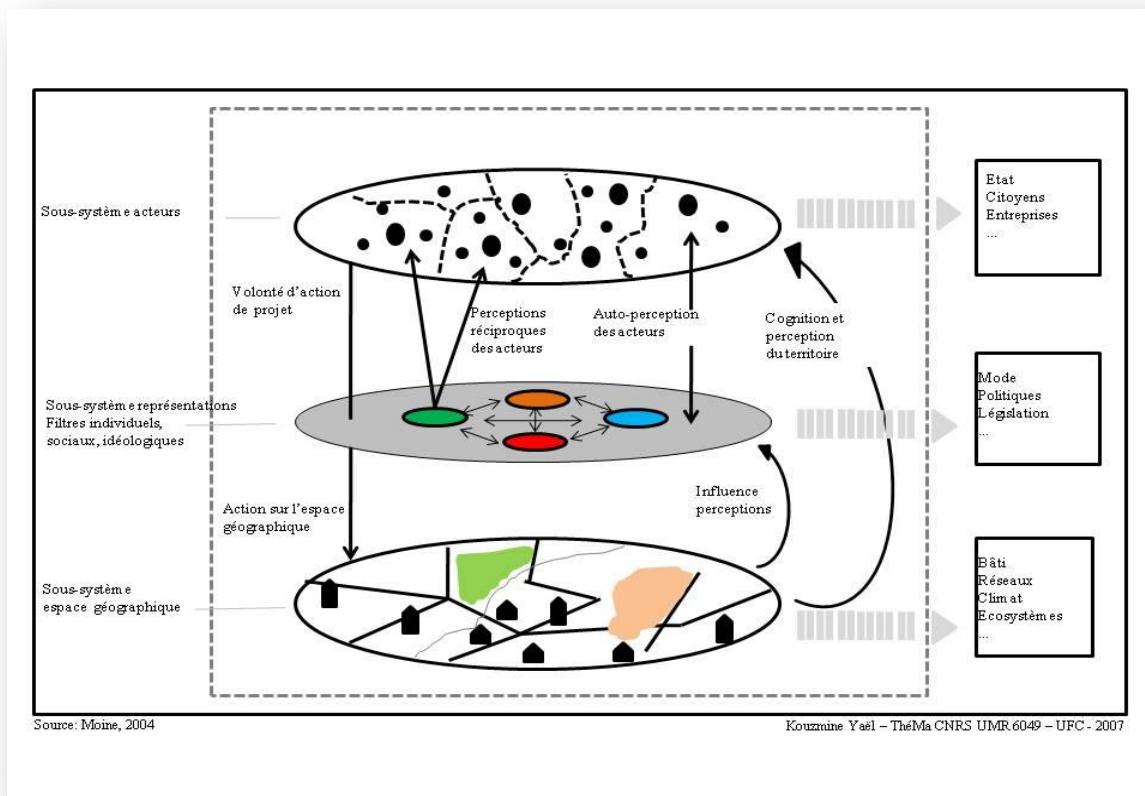 Sous-système acteurs
Etat
Citoyens
Entreprises
...
Volonté d'action
de projet
Perceptions
réciproques
des acteurs
Auto-perception
des acteurs
Cognition et
perception
du territoire
Sous-système représentations
Filtres individuels,
sociaux, idéologiques
Mode
Politiques
Législation
...
Action sur l'espace
géographique
Influence
perceptions
Sous-système
espace géographique
Bâti
Réseaux
Climat
Ecosystèmes
...
Source: Moine, 2004
Kouzmine Yaël – ThéMa CNRS UMR 6049 – UFC - 2007